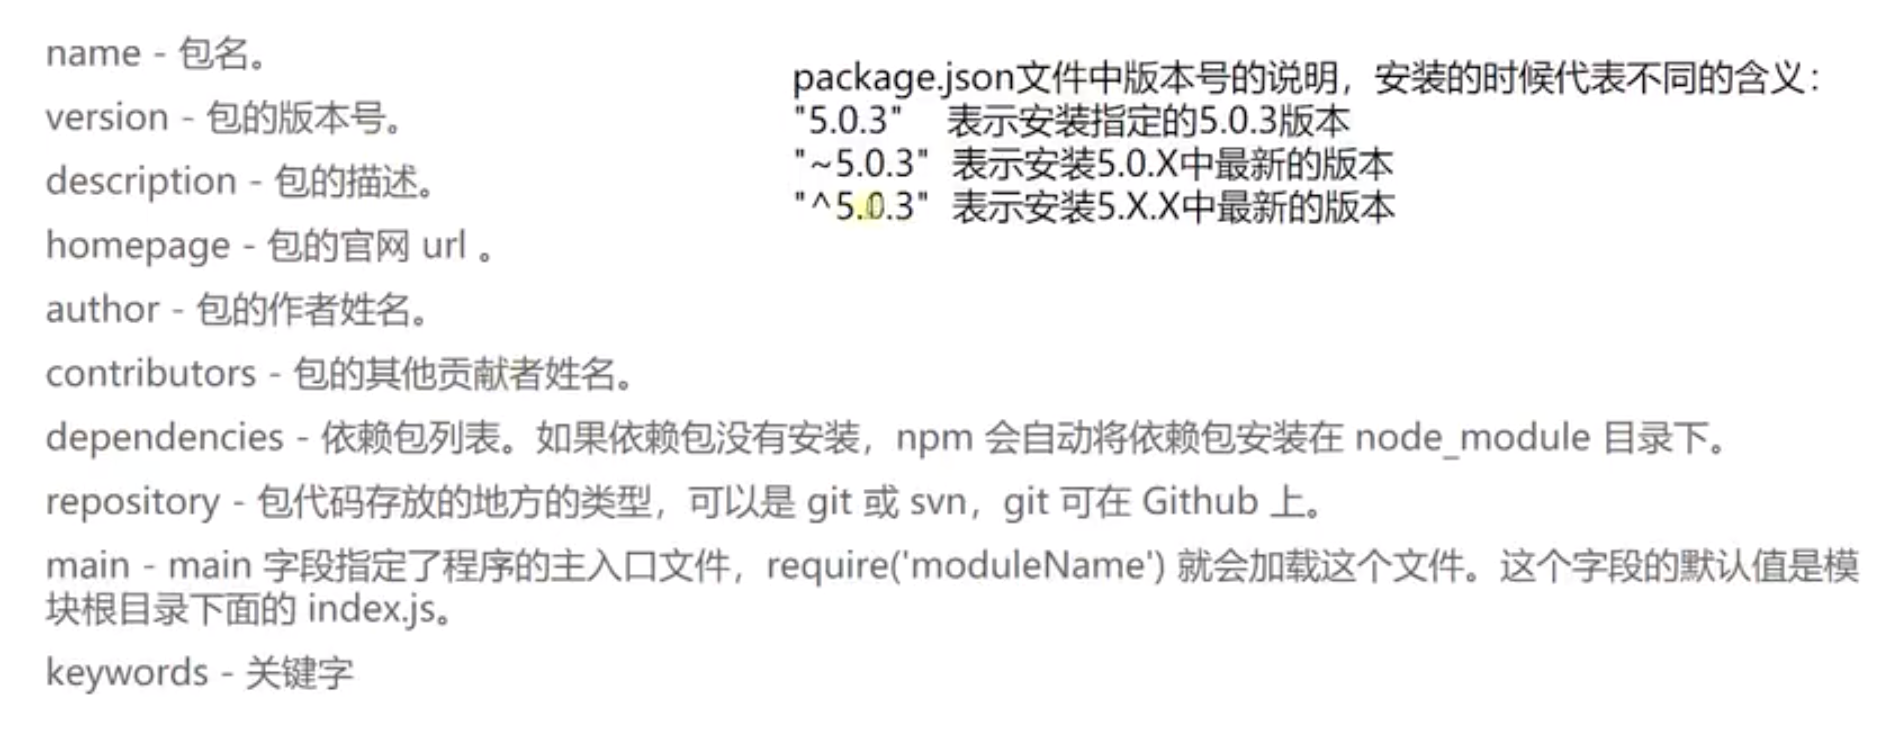 name - 包名。
version - 包的版本号。
description - 包的描述。
homepage - 包的官网 url 。
author - 包的作者姓名。
contributors - 包的其他贡献者姓名。
dependencies - 依赖包列表。如果依赖包没有安装，npm 会自动将依赖包安装在 node_module 目录下。
repository - 包代码存放的地方的类型，可以是 git 或 svn，git 可在 Github 上。
main - main 字段指定了程序的主入口文件，require('moduleName') 就会加载这个文件。这个字段的默认值是模
块根目录下面的 index.js。
keywords - 关键字
package.json文件中版本号的说明，安装的时候代表不同的含义：
"5.0.3" 表示安装指定的5.0.3版本
"~5.0.3" 表示安装5.0.X中最新的版本
"^5.0.3" 表示安装5.X.X中最新的版本